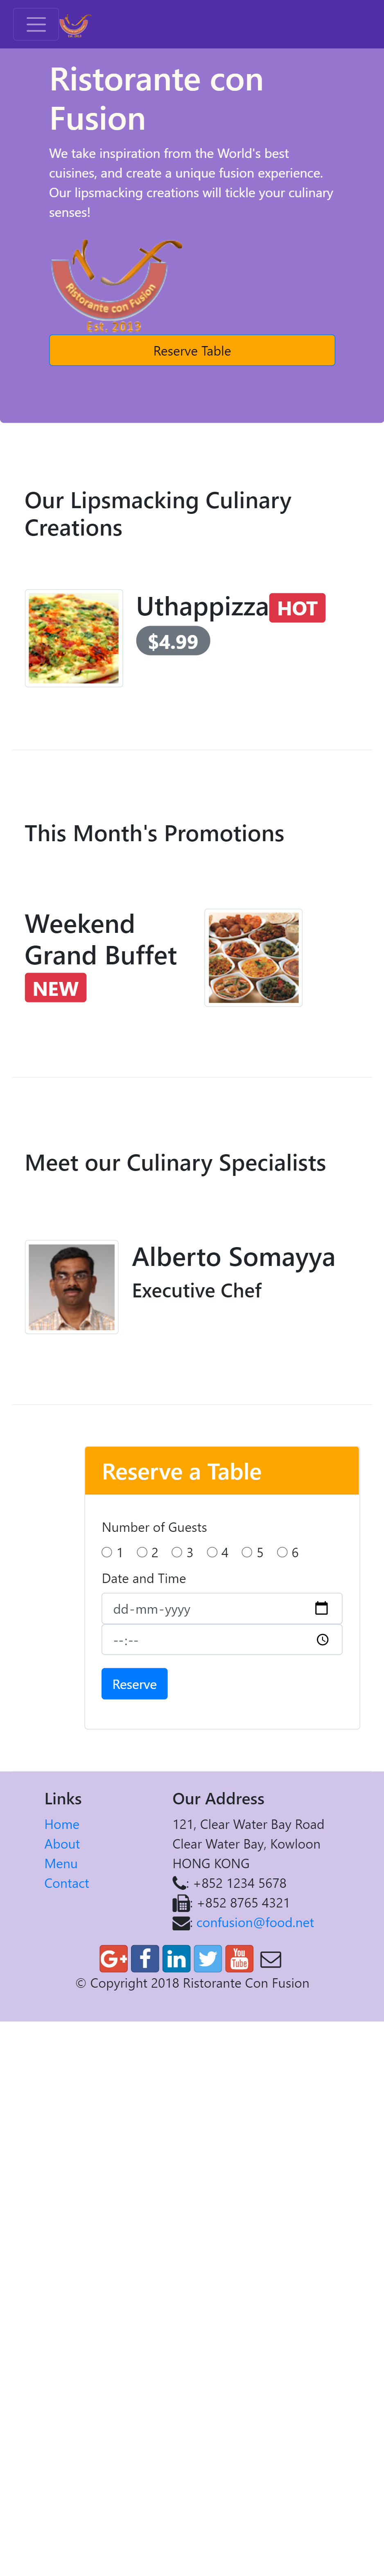 Ristorante con
Fusion
We take inspiration from the World's best
cuisines, and create a unique fusion experience.
Our lipsmacking creations will tickle your culinary
senses!
Ristorante con Fusion
Est. 2013
Reserve Table
Our Lipsmacking Culinary
Creations
Uthappizza HOT
$4.99
This Month's Promotions
Weekend
Grand Buffet
NEW
Meet our Culinary Specialists
Alberto Somayya
Executive Chef
Reserve a Table
Number of Guests
1 2 3 4 5 6
Date and Time
dd-mm-yyyy
--:--
Reserve
Links
Home
About
Menu
Contact
Our Address
121, Clear Water Bay Road
Clear Water Bay, Kowloon
HONG KONG
: +852 1234 5678
: +852 8765 4321
: confusion@food.net
G+ f in You Tube
© Copyright 2018 Ristorante Con Fusion